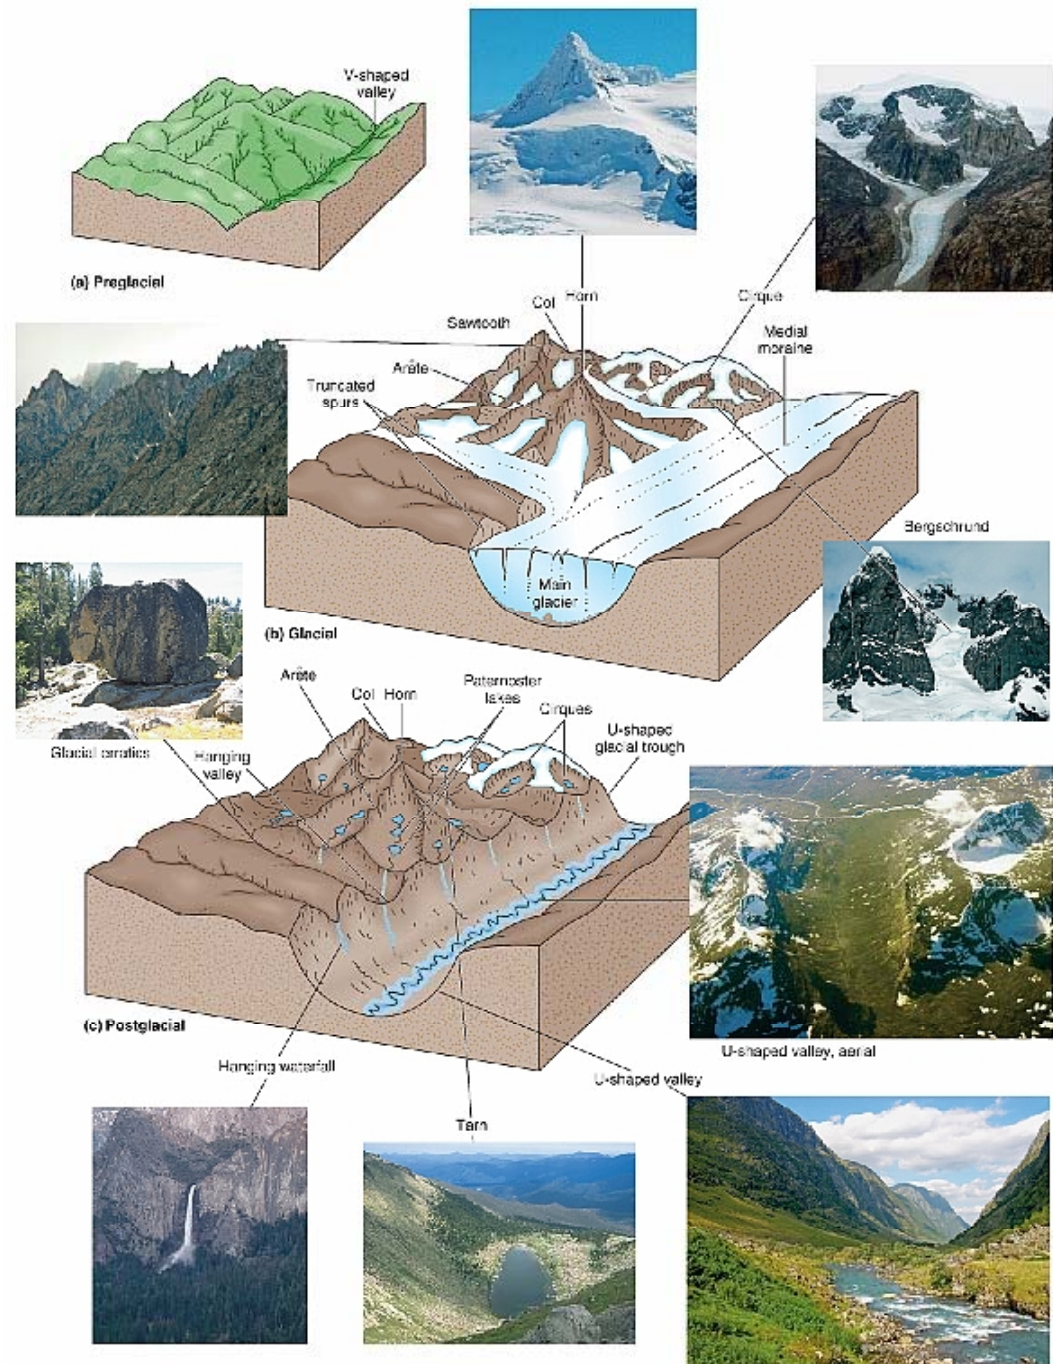 V-shaped
valley
(a) Preglacial
Col
Horn
Cirque
Sawtooth
Medial
moraine
Arête
Truncated
spurs
Bergschrund
Main
glacier
(b) Glacial
Arête
Col
Horn
Paternoster
lakes
Cirques
U-shaped
glacial trough
Glacial erratics
Hanging
valley
(c) Postglacial
U-shaped valley, aerial
Hanging waterfall
U-shaped valley
Tarn